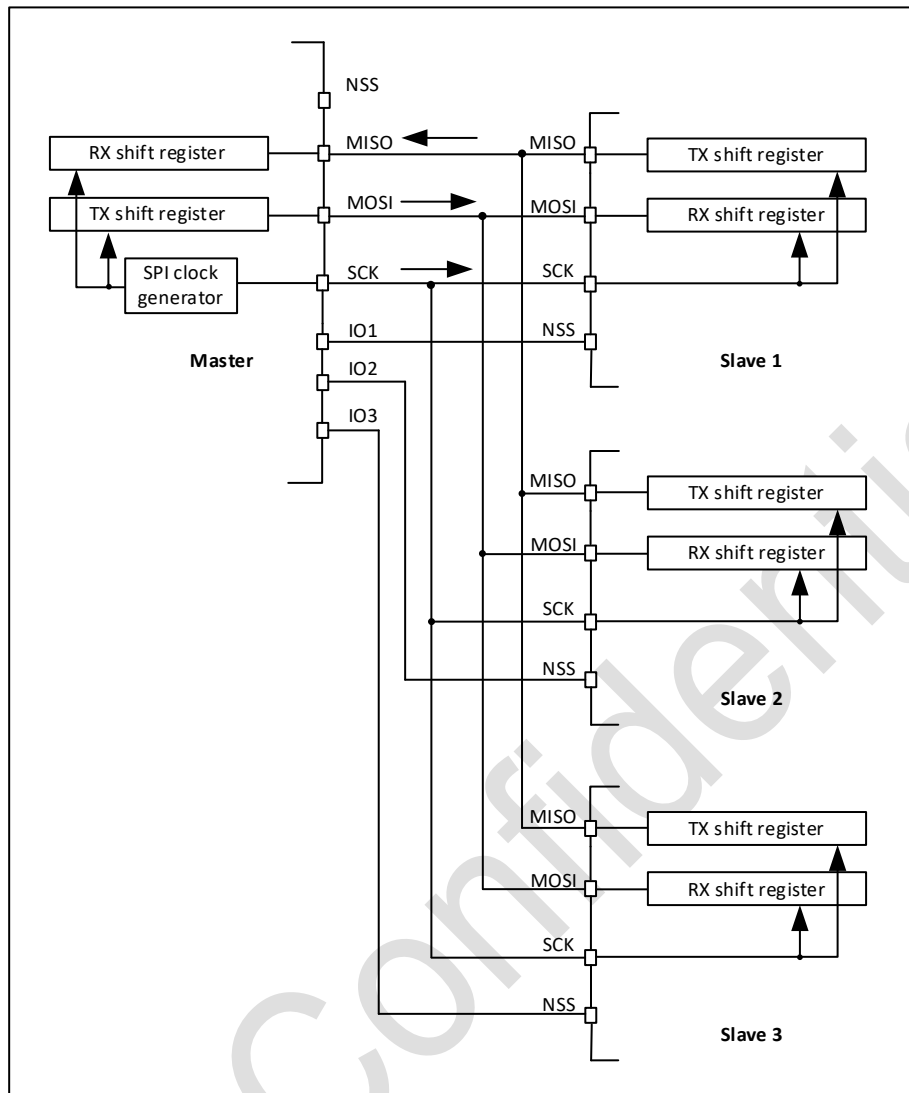 NSS
MISO
MISO
RX shift register
TX shift register
MOSI
MOSI
TX shift register
RX shift register
SCK
SCK
SPI clock
generator
IO1
NSS
Master
Slave 1
IO2
IO3
MISO
TX shift register
MOSI
RX shift register
SCK
NSS
Slave 2
MISO
TX shift register
MOSI
RX shift register
SCK
NSS
Slave 3